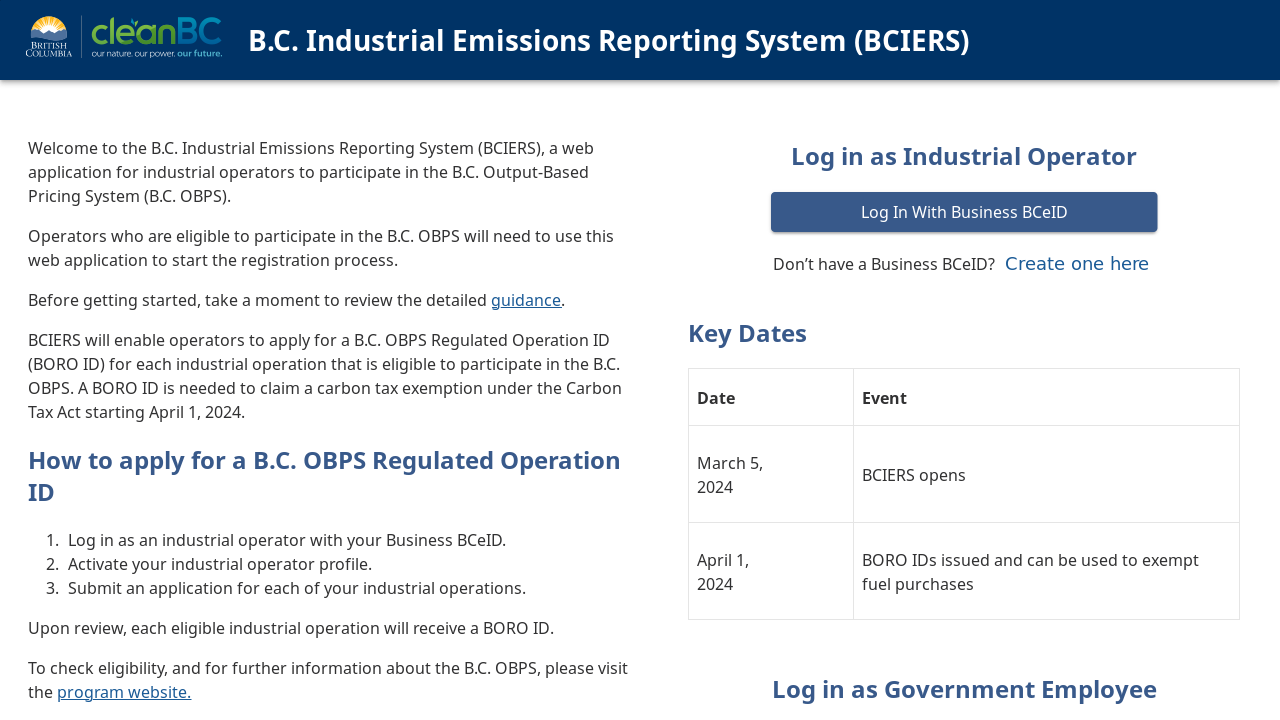 BRITISH
COLUMBIA
cleanBC
our nature. our power. our future.
B.C. Industrial Emissions Reporting System (BCIERS)
Welcome to the B.C. Industrial Emissions Reporting System (BCIERS), a web
application for industrial operators to participate in the B.C. Output-Based
Pricing System (B.C. OBPS).
Operators who are eligible to participate in the B.C. OBPS will need to use this
web application to start the registration process.
Before getting started, take a moment to review the detailed guidance.
BCIERS will enable operators to apply for a B.C. OBPS Regulated Operation ID
(BORO ID) for each industrial operation that is eligible to participate in the B.C.
OBPS. A BORO ID is needed to claim a carbon tax exemption under the Carbon
Tax Act starting April 1, 2024.
How to apply for a B.C. OBPS Regulated Operation
ID
1. Log in as an industrial operator with your Business BCeID.
2. Activate your industrial operator profile.
3. Submit an application for each of your industrial operations.
Upon review, each eligible industrial operation will receive a BORO ID.
To check eligibility, and for further information about the B.C. OBPS, please visit
the program website.
Log in as Industrial Operator
Log In With Business BCeID
Don’t have a Business BCeID? Create one here
Key Dates
Date Event
March 5,
2024
BCIERS opens
April 1,
2024
BORO IDs issued and can be used to exempt
fuel purchases
Log in as Government Employee